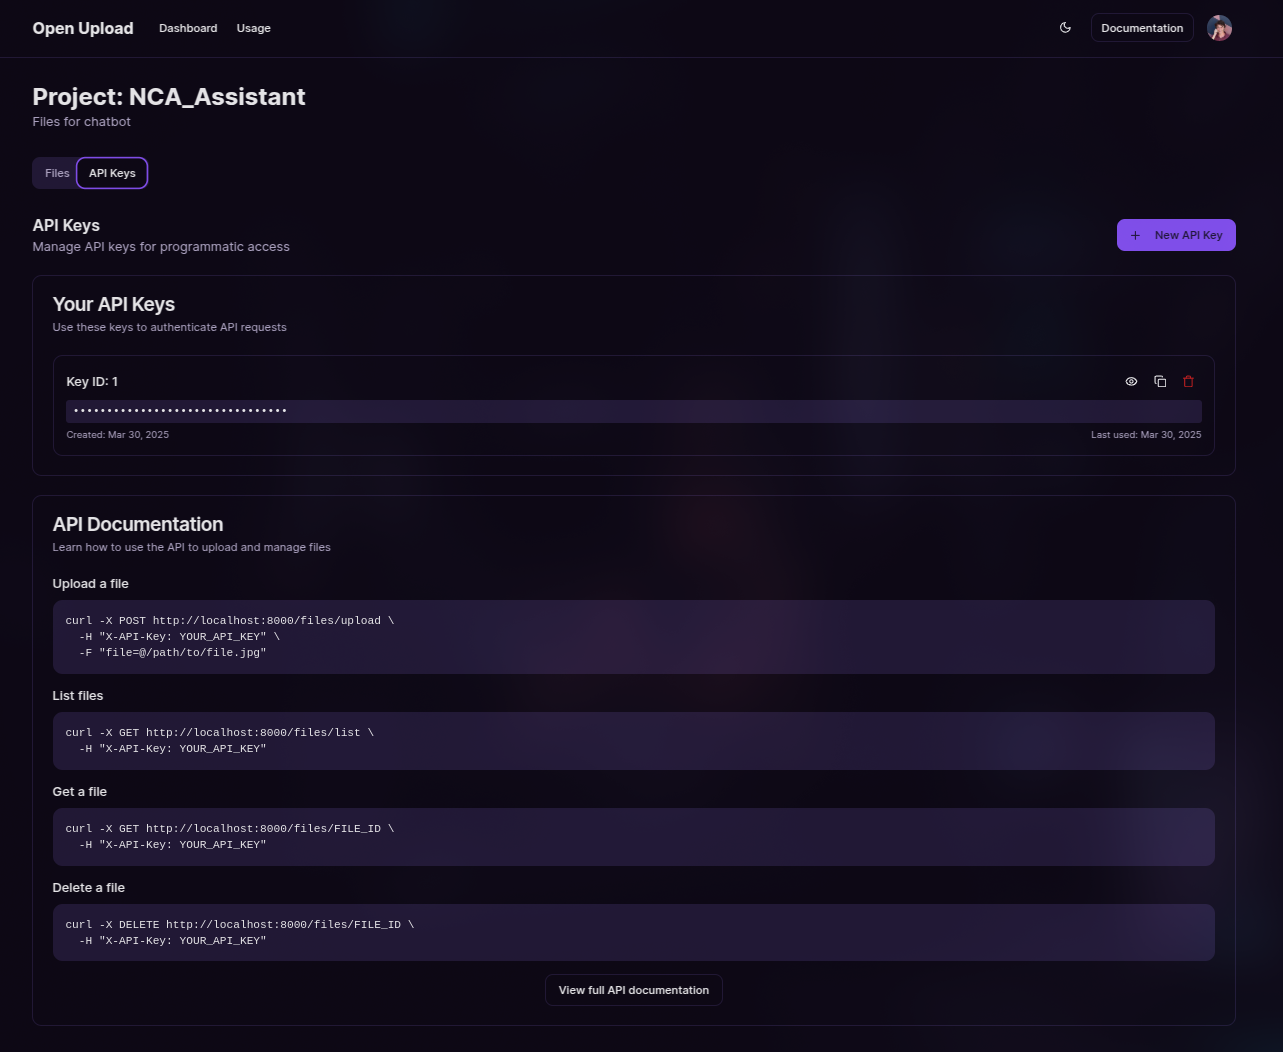 Open Upload
Dashboard
Usage
Documentation
Project: NCA_Assistant
Files for chatbot
Files
API Keys
API Keys
Manage API keys for programmatic access
+ New API Key
Your API Keys
Use these keys to authenticate API requests
Key ID: 1
••••••••••••••••••••••••••••••••
Created: Mar 30, 2025
Last used: Mar 30, 2025
API Documentation
Learn how to use the API to upload and manage files
Upload a file
curl -X POST http://localhost:8000/files/upload \
  -H "X-API-Key: YOUR_API_KEY" \
  -F "file=@/path/to/file.jpg"
List files
curl -X GET http://localhost:8000/files/list \
  -H "X-API-Key: YOUR_API_KEY"
Get a file
curl -X GET http://localhost:8000/files/FILE_ID \
  -H "X-API-Key: YOUR_API_KEY"
Delete a file
curl -X DELETE http://localhost:8000/files/FILE_ID \
  -H "X-API-Key: YOUR_API_KEY"
View full API documentation